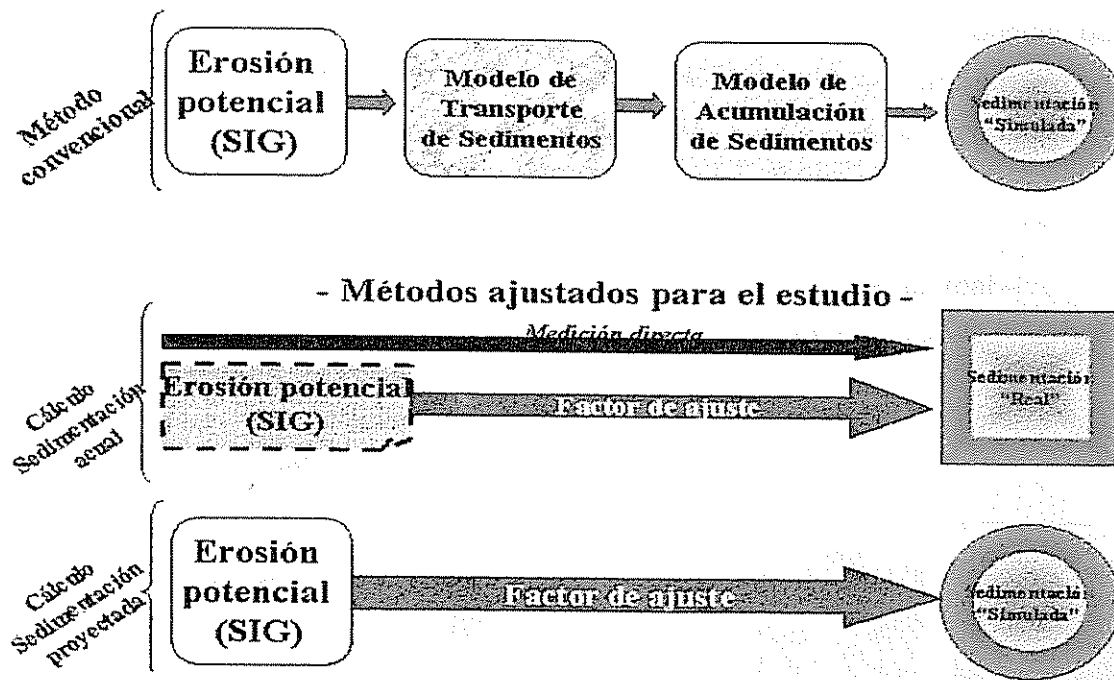 Método
convencional
Erosión
potencial
(SIG)
Modelo de
Transporte
de Sedimentos
Modelo de
Acumulación
de Sedimentos
Sedimentación
“Simulada”
- Métodos ajustados para el estudio -
Cálculo
Sedimentación
acual
Medición directa
Erosión potencial
(SIG)
Factor de ajuste
Sedimentación
“Real”
Cálculo
Sedimentación
proyectada
Erosión
potencial
(SIG)
Factor de ajuste
Sedimentación
“Simulada”